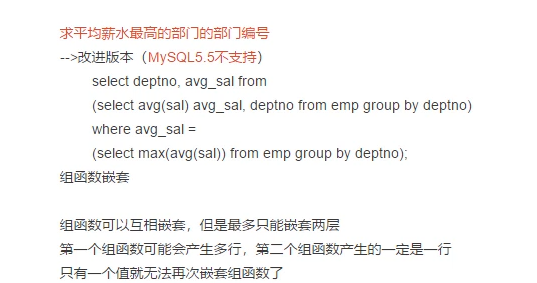 求平均薪水最高的部门的部门编号
-->改进版本（MySQL5.5不支持）
select deptno, avg_sal from
(select avg(sal) avg_sal, deptno from emp group by deptno)
where avg_sal =
(select max(avg(sal)) from emp group by deptno);
组函数嵌套
组函数可以互相嵌套，但是最多只能嵌套两层
第一个组函数可能会产生多行，第二个组函数产生的一定是一行
只有一个值就无法再次嵌套组函数了